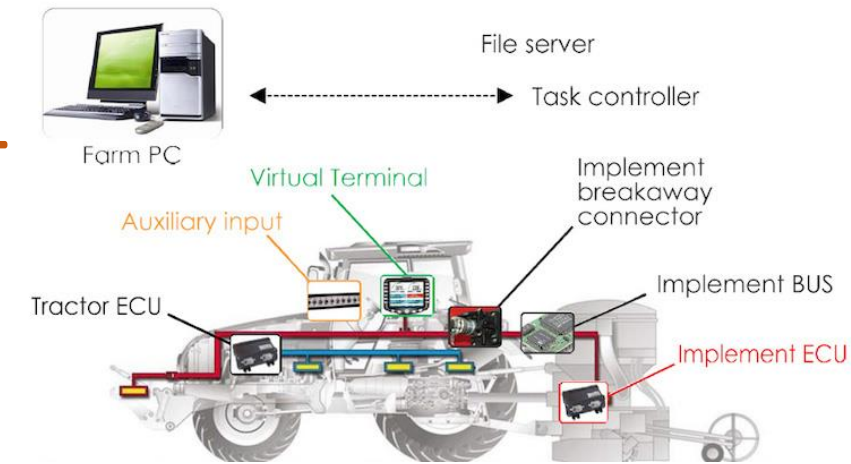 File server
Task controller
Farm PC
Virtual Terminal
Implement
breakaway
connector
Auxiliary input
Implement BUS
Tractor ECU
Implement ECU